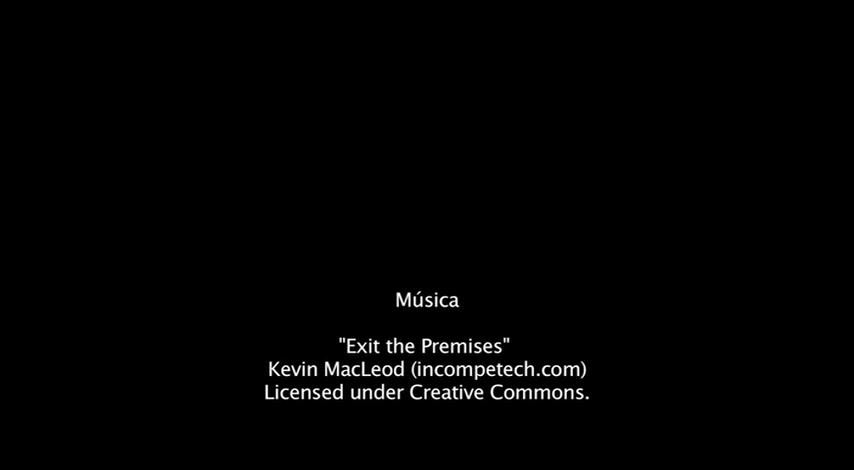 Música
"Exit the Premises"
Kevin MacLeod (incompetech.com)
Licensed under Creative Commons.